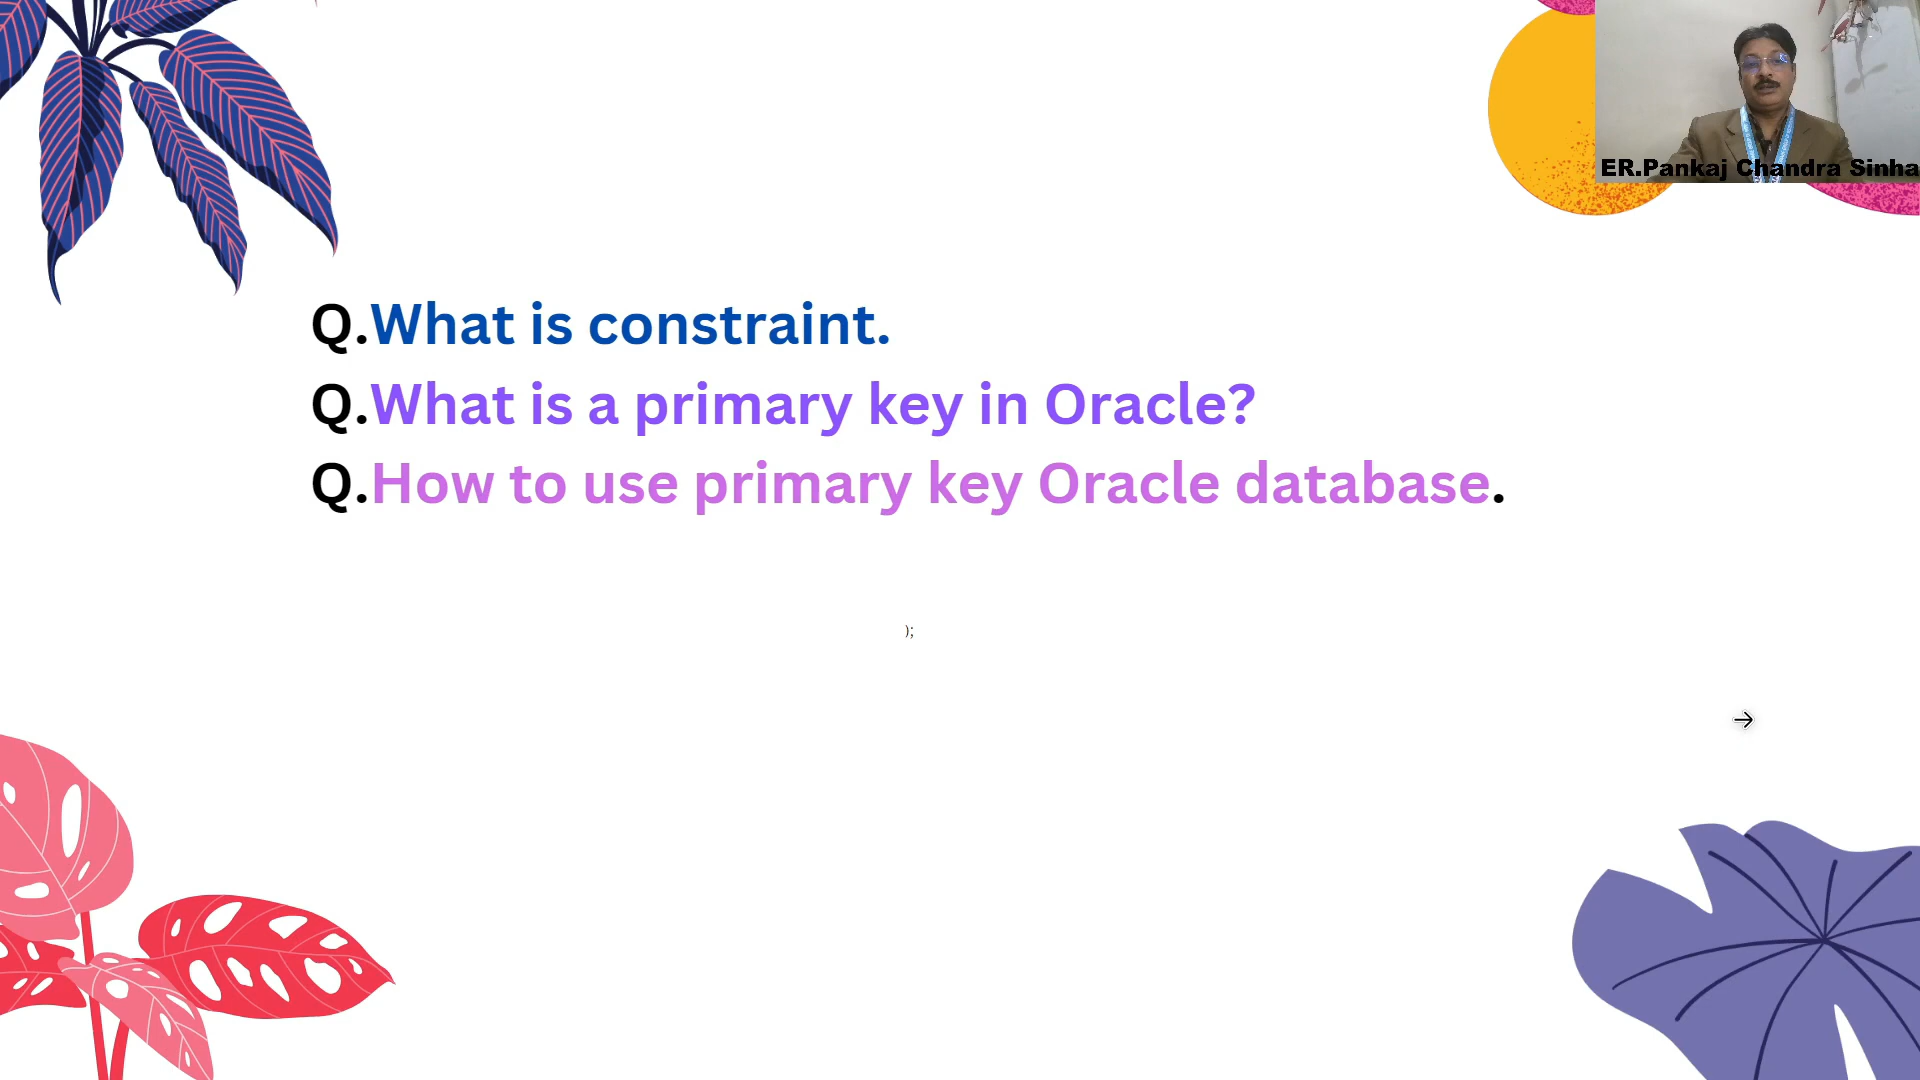 ER.Pankaj Chandra Sinha
Q.What is constraint.
Q.What is a primary key in Oracle?
Q.How to use primary key Oracle database.
);